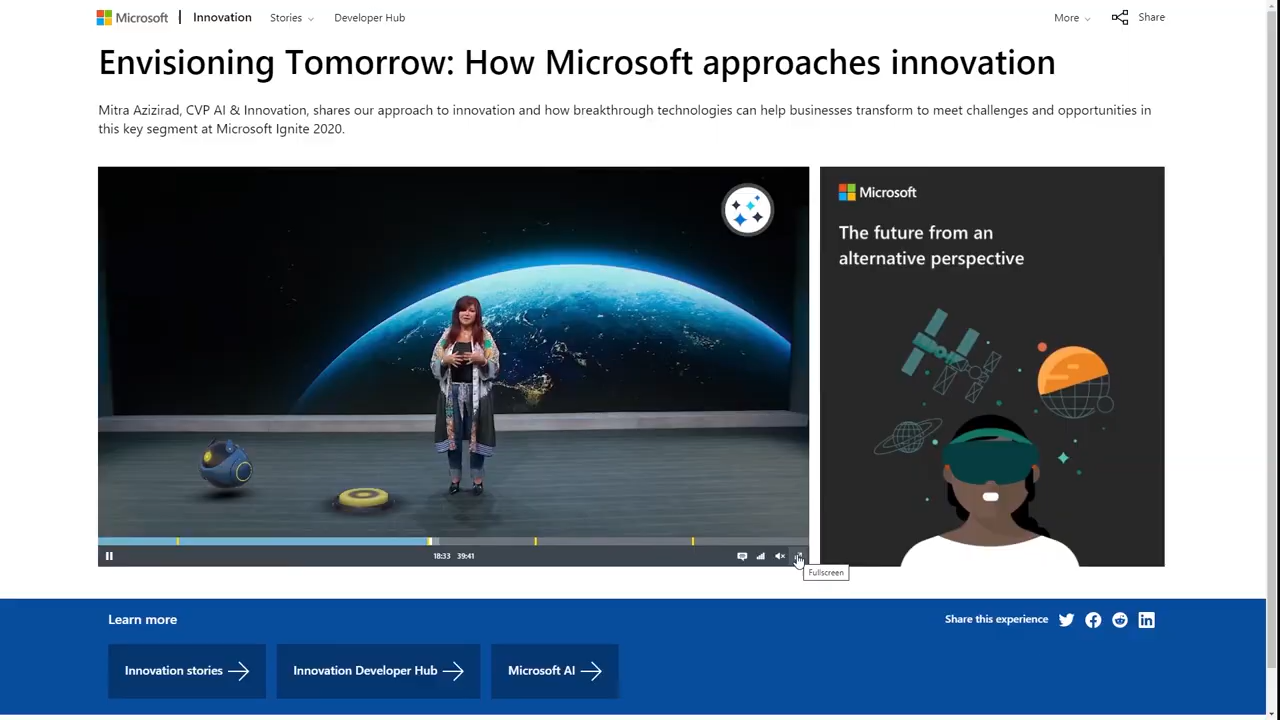 Microsoft | Innovation Stories Developer Hub More Share
Envisioning Tomorrow: How Microsoft approaches innovation
Mitra Azizirad, CVP AI & Innovation, shares our approach to innovation and how breakthrough technologies can help businesses transform to meet challenges and opportunities in
this key segment at Microsoft Ignite 2020.
Microsoft
The future from an
alternative perspective
18:33 39:41
Fullscreen
Learn more
Share this experience
Innovation stories
Innovation Developer Hub
Microsoft AI